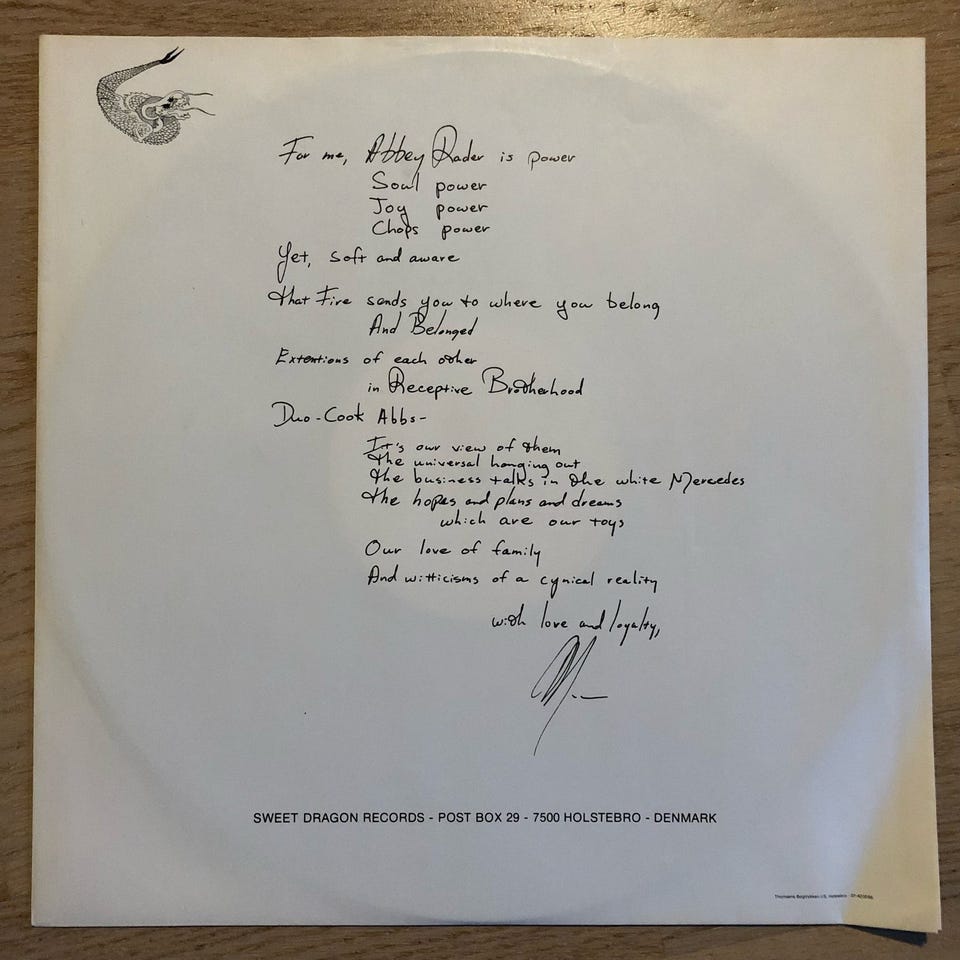 For me, Abbey Rader is power
Soul power
Joy power
Chops power
Yet, soft and aware
that Fire sends you to where you belong
And Belonged
Extentions of each other
in Receptive Brotherhood
Duo-Cook Abbs-
It's our view of them
the universal hanging out
the business talks in the white Mercedes
the hopes and plans and dreams
which are our toys
Our love of family
And witticisms of a cynical reality
with love and loyalty,
SWEET DRAGON RECORDS - POST BOX 29 - 7500 HOLSTEBRO - DENMARK
Thomsens Bogtrykkeri I/S, Holstebro